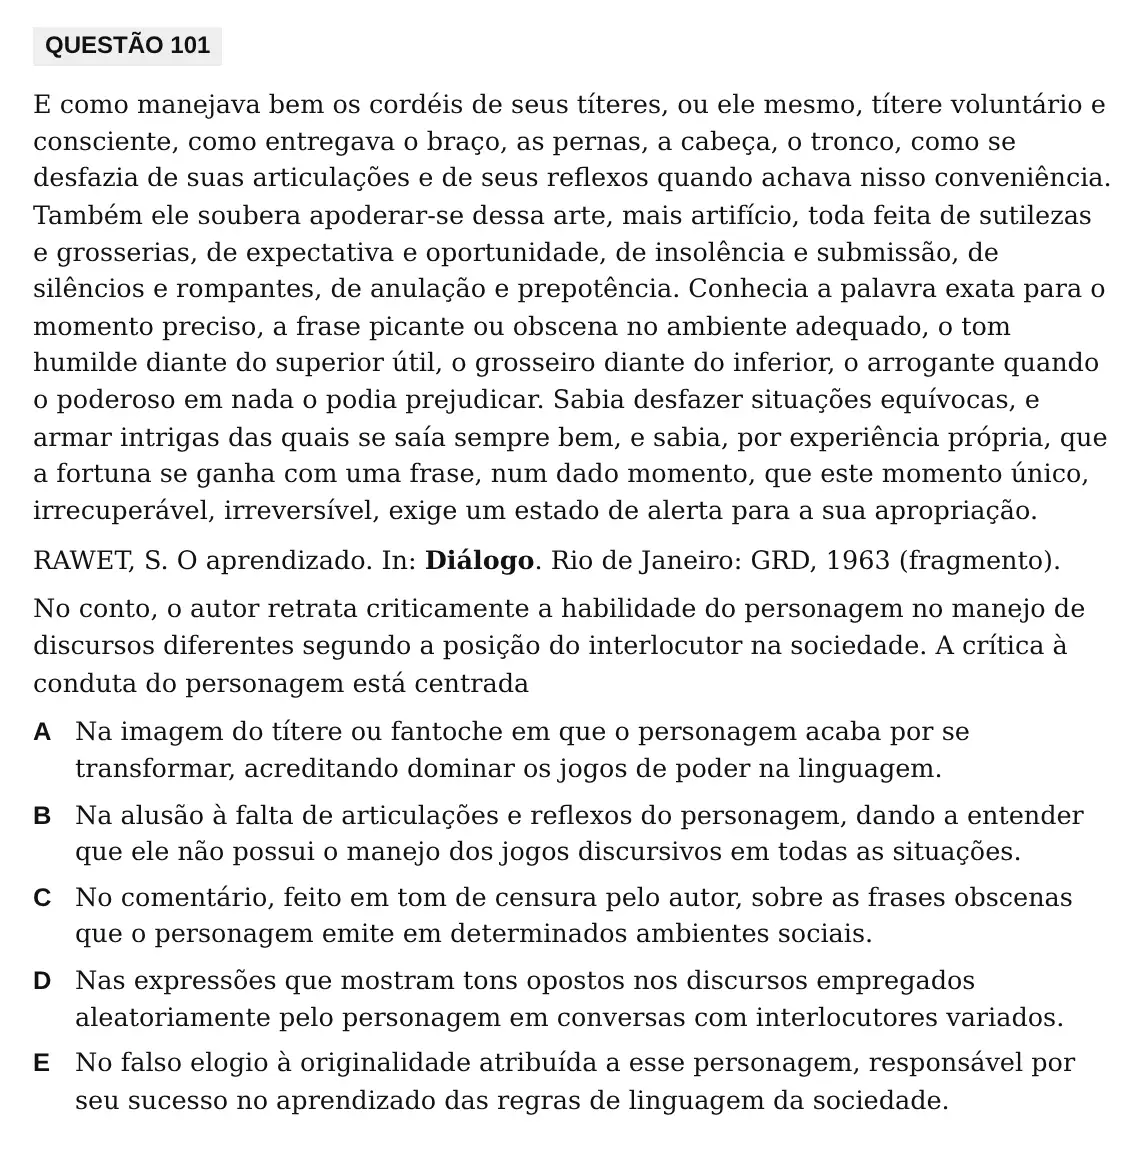 QUESTÃO 101
E como manejava bem os cordéis de seus títeres, ou ele mesmo, títere voluntário e
consciente, como entregava o braço, as pernas, a cabeça, o tronco, como se
desfazia de suas articulações e de seus reflexos quando achava nisso conveniência.
Também ele soubera apoderar-se dessa arte, mais artifício, toda feita de sutilezas
e grosserias, de expectativa e oportunidade, de insolência e submissão, de
silêncios e rompantes, de anulação e prepotência. Conhecia a palavra exata para o
momento preciso, a frase picante ou obscena no ambiente adequado, o tom
humilde diante do superior útil, o grosseiro diante do inferior, o arrogante quando
o poderoso em nada o podia prejudicar. Sabia desfazer situações equívocas, e
armar intrigas das quais se saía sempre bem, e sabia, por experiência própria, que
a fortuna se ganha com uma frase, num dado momento, que este momento único,
irrecuperável, irreversível, exige um estado de alerta para a sua apropriação.
RAWET, S. O aprendizado. In: Diálogo. Rio de Janeiro: GRD, 1963 (fragmento).
No conto, o autor retrata criticamente a habilidade do personagem no manejo de
discursos diferentes segundo a posição do interlocutor na sociedade. A crítica à
conduta do personagem está centrada
A Na imagem do títere ou fantoche em que o personagem acaba por se
transformar, acreditando dominar os jogos de poder na linguagem.
B Na alusão à falta de articulações e reflexos do personagem, dando a entender
que ele não possui o manejo dos jogos discursivos em todas as situações.
C No comentário, feito em tom de censura pelo autor, sobre as frases obscenas
que o personagem emite em determinados ambientes sociais.
D Nas expressões que mostram tons opostos nos discursos empregados
aleatoriamente pelo personagem em conversas com interlocutores variados.
E No falso elogio à originalidade atribuída a esse personagem, responsável por
seu sucesso no aprendizado das regras de linguagem da sociedade.